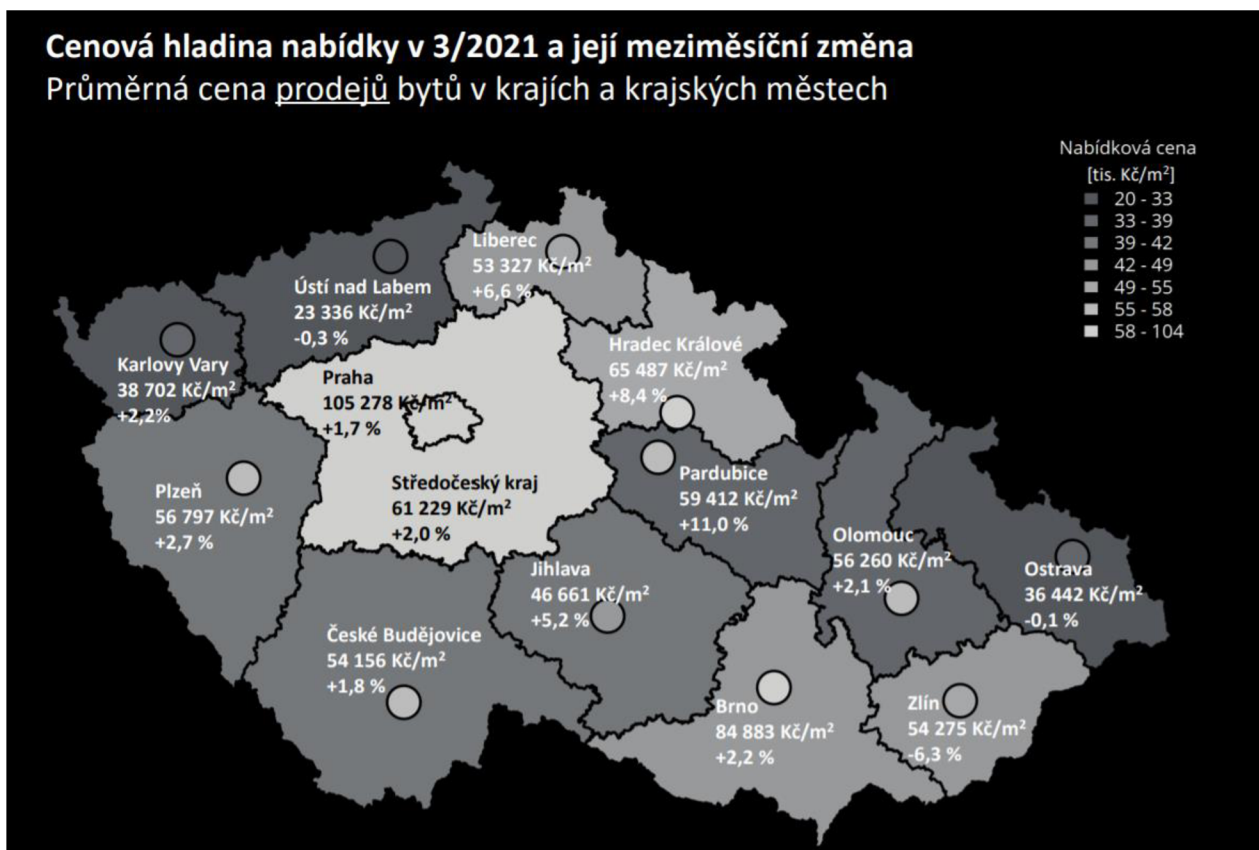 Cenová hladina nabídky v 3/2021 a její meziměsíční změna
Průměrná cena prodejů bytů v krajích a krajských městech
Nabídková cena
[tis. Kč/m²]
20 - 33
33 - 39
39 - 42
42 - 49
49 - 55
55 - 58
58 - 104
Liberec
53 327 Kč/m²
+6,6 %
Ústí nad Labem
23 336 Kč/m²
-0,3 %
Karlovy Vary
38 702 Kč/m²
+2,2%
Praha
105 278 Kč/m²
+1,7 %
Hradec Králové
65 487 Kč/m²
+8,4 %
Plzeň
56 797 Kč/m²
+2,7 %
Středočeský kraj
61 229 Kč/m²
+2,0 %
Pardubice
59 412 Kč/m²
+11,0 %
Olomouc
56 260 Kč/m²
+2,1 %
Ostrava
36 442 Kč/m²
-0,1 %
Jihlava
46 661 Kč/m²
+5,2 %
České Budějovice
54 156 Kč/m²
+1,8 %
Brno
84 883 Kč/m²
+2,2 %
Zlín
54 275 Kč/m²
-6,3 %